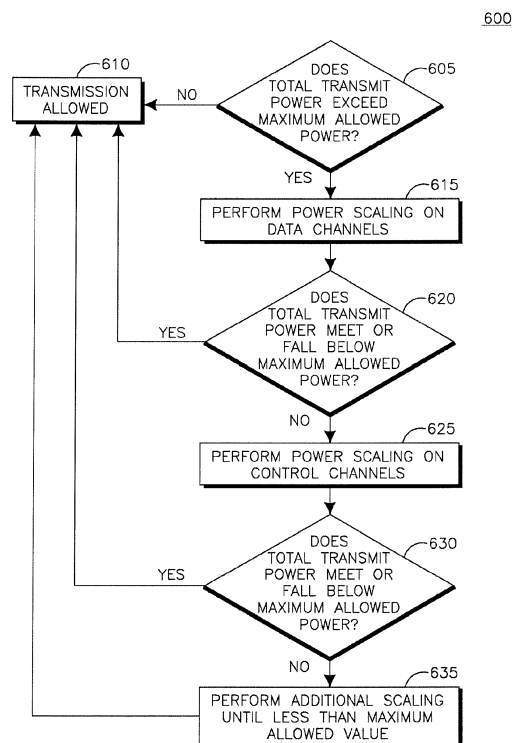 600
610
TRANSMISSION
ALLOWED
NO
DOES
TOTAL TRANSMIT
POWER EXCEED
MAXIMUM ALLOWED
POWER?
605
YES
615
PERFORM POWER SCALING ON
DATA CHANNELS
DOES
TOTAL TRANSMIT
POWER MEET OR
FALL BELOW
MAXIMUM ALLOWED
POWER?
620
YES
NO
625
PERFORM POWER SCALING ON
CONTROL CHANNELS
DOES
TOTAL TRANSMIT
POWER MEET OR
FALL BELOW
MAXIMUM ALLOWED
POWER?
630
YES
NO
635
PERFORM ADDITIONAL SCALING
UNTIL LESS THAN MAXIMUM
ALLOWED VALUE